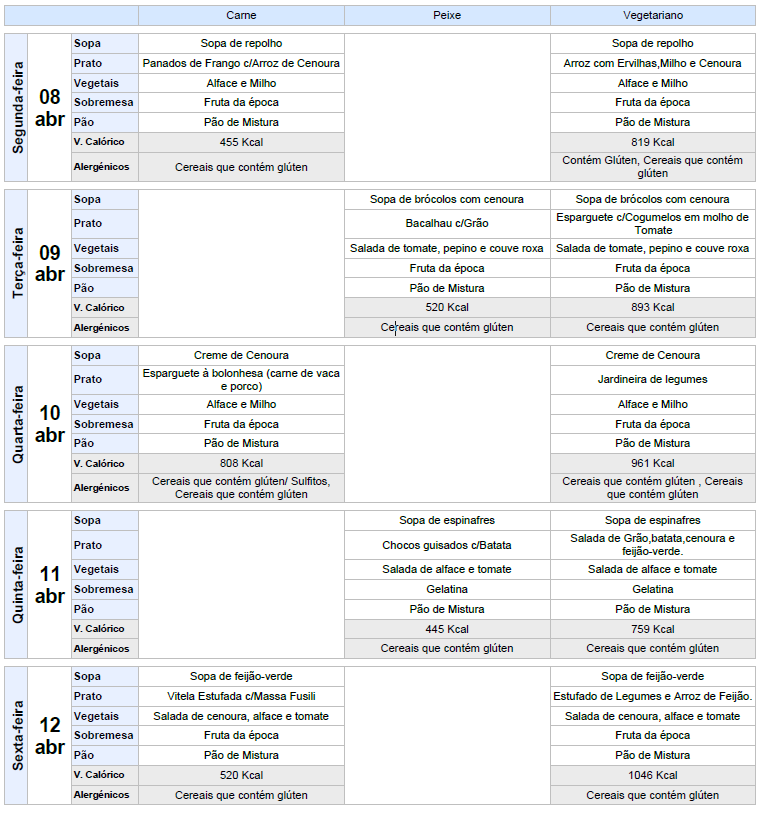 Carne Peixe Vegetariano
Segunda-feira
08 abr
Sopa Sopa de repolho Sopa de repolho
Prato Panados de Frango c/Arroz de Cenoura Arroz com Ervilhas,Milho e Cenoura
Vegetais Alface e Milho Alface e Milho
Sobremesa Fruta da época Fruta da época
Pão Pão de Mistura Pão de Mistura
V. Calórico 455 Kcal 819 Kcal
Alergénicos Cereais que contém glúten Contém Glúten, Cereais que contém glúten
Terça-feira
09 abr
Sopa Sopa de brócolos com cenoura Sopa de brócolos com cenoura
Prato Bacalhau c/Grão Esparguete c/Cogumelos em molho de Tomate
Vegetais Salada de tomate, pepino e couve roxa Salada de tomate, pepino e couve roxa
Sobremesa Fruta da época Fruta da época
Pão Pão de Mistura Pão de Mistura
V. Calórico 520 Kcal 893 Kcal
Alergénicos Cereais que contém glúten Cereais que contém glúten
Quarta-feira
10 abr
Sopa Creme de Cenoura Creme de Cenoura
Prato Esparguete à bolonhesa (carne de vaca e porco) Jardineira de legumes
Vegetais Alface e Milho Alface e Milho
Sobremesa Fruta da época Fruta da época
Pão Pão de Mistura Pão de Mistura
V. Calórico 808 Kcal 961 Kcal
Alergénicos Cereais que contém glúten/ Sulfitos, Cereais que contém glúten Cereais que contém glúten , Cereais que contém glúten
Quinta-feira
11 abr
Sopa Sopa de espinafres Sopa de espinafres
Prato Chocos guisados c/Batata Salada de Grão,batata,cenoura e feijão-verde.
Vegetais Salada de alface e tomate Salada de alface e tomate
Sobremesa Gelatina Gelatina
Pão Pão de Mistura Pão de Mistura
V. Calórico 445 Kcal 759 Kcal
Alergénicos Cereais que contém glúten Cereais que contém glúten
Sexta-feira
12 abr
Sopa Sopa de feijão-verde Sopa de feijão-verde
Prato Vitela Estufada c/Massa Fusili Estufado de Legumes e Arroz de Feijão.
Vegetais Salada de cenoura, alface e tomate Salada de cenoura, alface e tomate
Sobremesa Fruta da época Fruta da época
Pão Pão de Mistura Pão de Mistura
V. Calórico 520 Kcal 1046 Kcal
Alergénicos Cereais que contém glúten Cereais que contém glúten